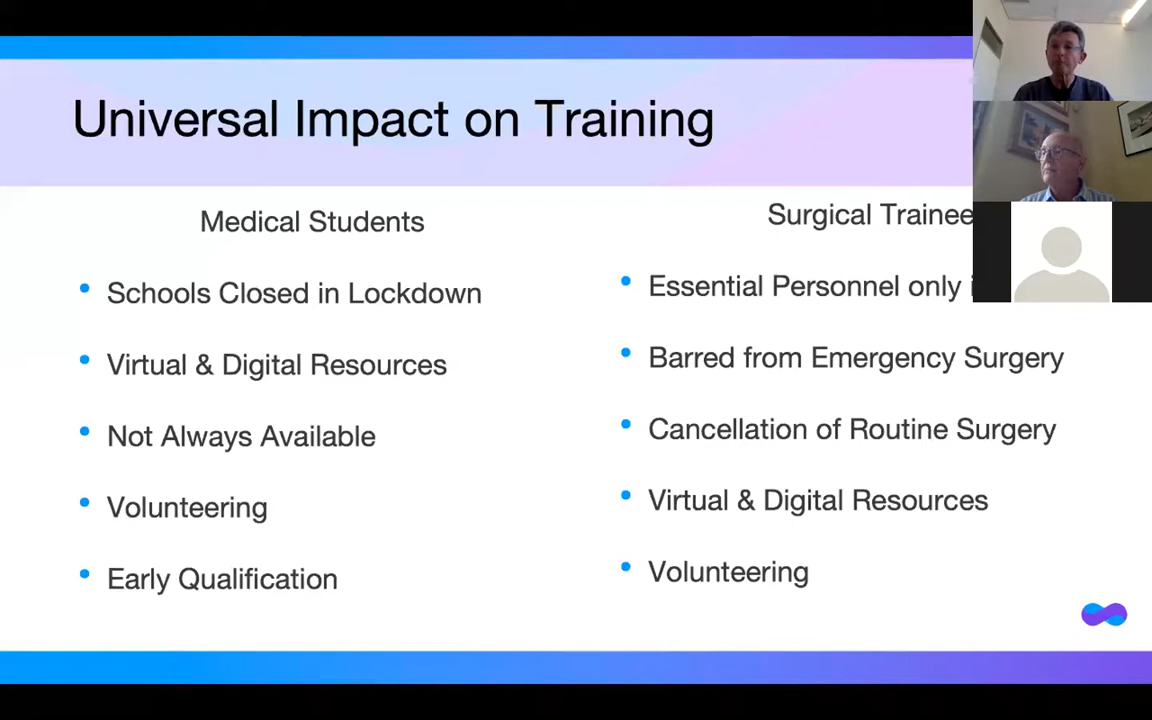 Universal Impact on Training
Medical Students
Schools Closed in Lockdown
Virtual & Digital Resources
Not Always Available
Volunteering
Early Qualification
Surgical Trainee
Essential Personnel only
Barred from Emergency Surgery
Cancellation of Routine Surgery
Virtual & Digital Resources
Volunteering